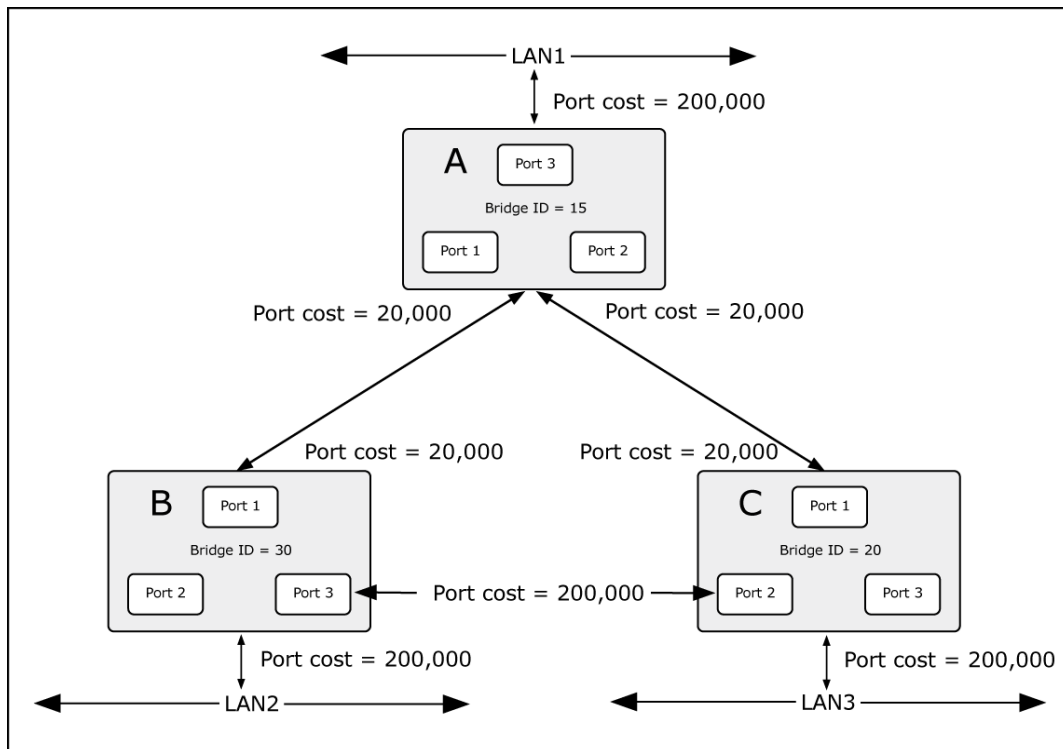 LAN1
Port cost = 200,000
A
Port 3
Bridge ID = 15
Port 1
Port 2
Port cost = 20,000
Port cost = 20,000
Port cost = 20,000
Port cost = 20,000
B
Port 1
Bridge ID = 30
Port 2
Port 3
C
Port 1
Bridge ID = 20
Port 2
Port 3
Port cost = 200,000
Port cost = 200,000
Port cost = 200,000
LAN2
LAN3